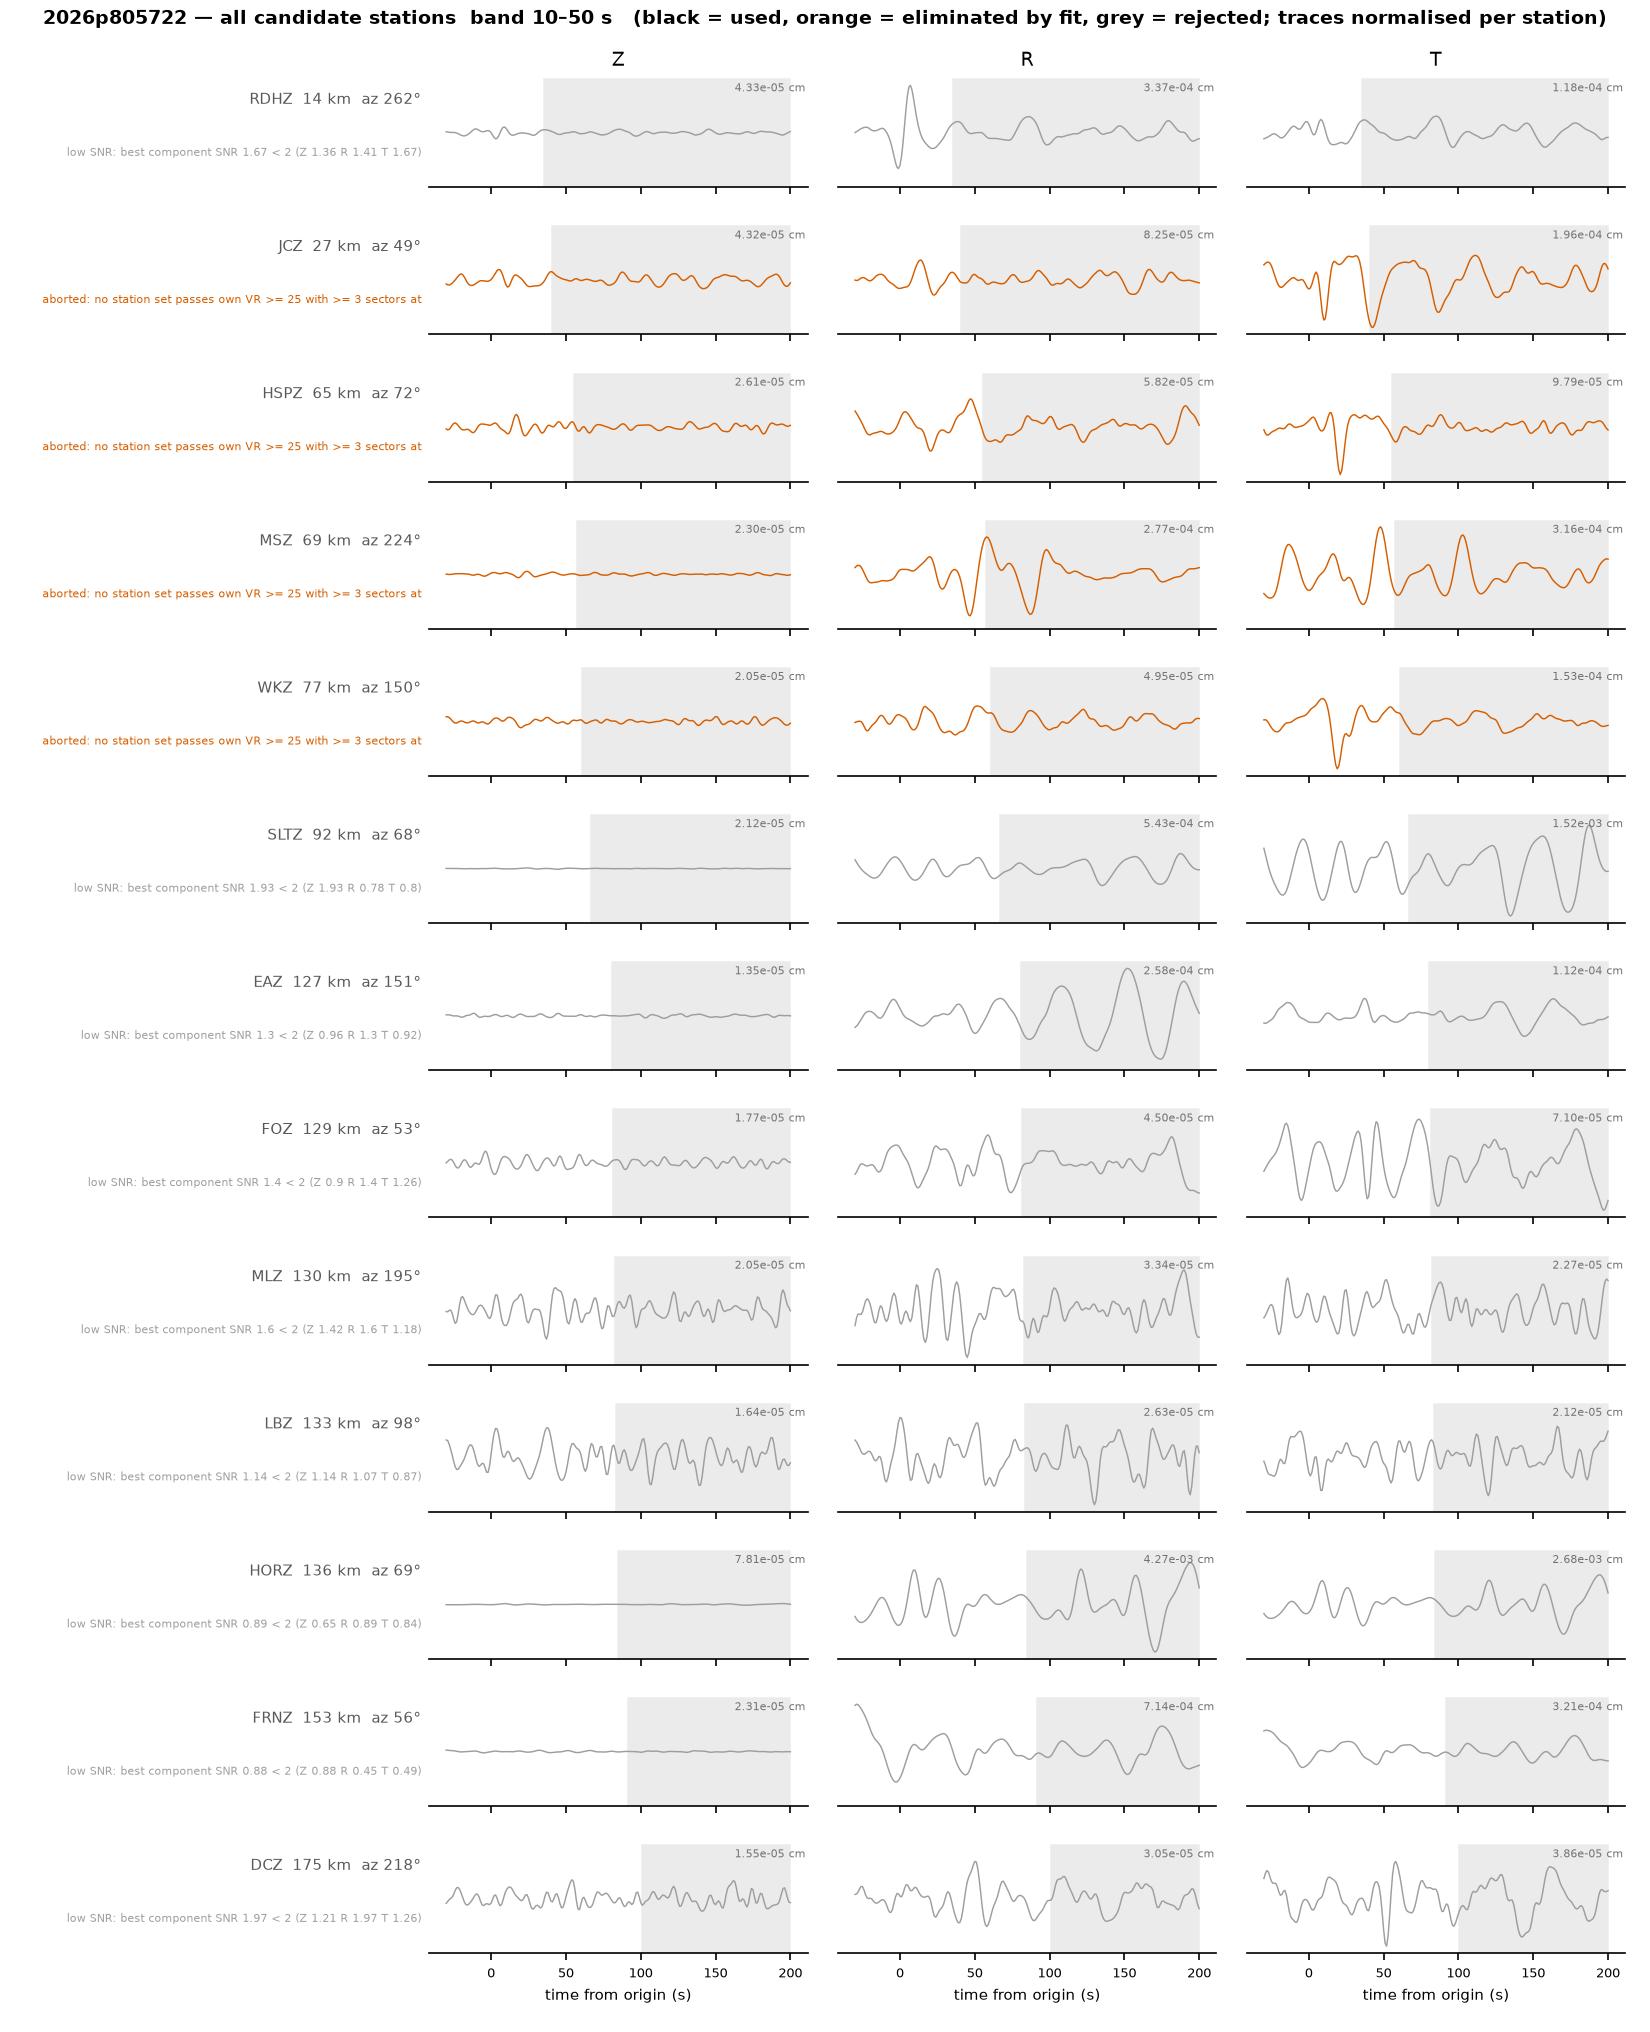 2026p805722 — all candidate stations  band 10–50 s   (black = used, orange = eliminated by fit, grey = rejected; traces normalised per station)
Z R T
RDHZ  14 km  az 262°
low SNR: best component SNR 1.67 < 2 (Z 1.36 R 1.41 T 1.67)
4.33e-05 cm 3.37e-04 cm 1.18e-04 cm
JCZ  27 km  az 49°
aborted: no station set passes own VR >= 25 with >= 3 sectors at
4.32e-05 cm 8.25e-05 cm 1.96e-04 cm
HSPZ  65 km  az 72°
aborted: no station set passes own VR >= 25 with >= 3 sectors at
2.61e-05 cm 5.82e-05 cm 9.79e-05 cm
MSZ  69 km  az 224°
aborted: no station set passes own VR >= 25 with >= 3 sectors at
2.30e-05 cm 2.77e-04 cm 3.16e-04 cm
WKZ  77 km  az 150°
aborted: no station set passes own VR >= 25 with >= 3 sectors at
2.05e-05 cm 4.95e-05 cm 1.53e-04 cm
SLTZ  92 km  az 68°
low SNR: best component SNR 1.93 < 2 (Z 1.93 R 0.78 T 0.8)
2.12e-05 cm 5.43e-04 cm 1.52e-03 cm
EAZ  127 km  az 151°
low SNR: best component SNR 1.3 < 2 (Z 0.96 R 1.3 T 0.92)
1.35e-05 cm 2.58e-04 cm 1.12e-04 cm
FOZ  129 km  az 53°
low SNR: best component SNR 1.4 < 2 (Z 0.9 R 1.4 T 1.26)
1.77e-05 cm 4.50e-05 cm 7.10e-05 cm
MLZ  130 km  az 195°
low SNR: best component SNR 1.6 < 2 (Z 1.42 R 1.6 T 1.18)
2.05e-05 cm 3.34e-05 cm 2.27e-05 cm
LBZ  133 km  az 98°
low SNR: best component SNR 1.14 < 2 (Z 1.14 R 1.07 T 0.87)
1.64e-05 cm 2.63e-05 cm 2.12e-05 cm
HORZ  136 km  az 69°
low SNR: best component SNR 0.89 < 2 (Z 0.65 R 0.89 T 0.84)
7.81e-05 cm 4.27e-03 cm 2.68e-03 cm
FRNZ  153 km  az 56°
low SNR: best component SNR 0.88 < 2 (Z 0.88 R 0.45 T 0.49)
2.31e-05 cm 7.14e-04 cm 3.21e-04 cm
DCZ  175 km  az 218°
low SNR: best component SNR 1.97 < 2 (Z 1.21 R 1.97 T 1.26)
1.55e-05 cm 3.05e-05 cm 3.86e-05 cm
0 50 100 150 200 0 50 100 150 200 0 50 100 150 200
time from origin (s) time from origin (s) time from origin (s)